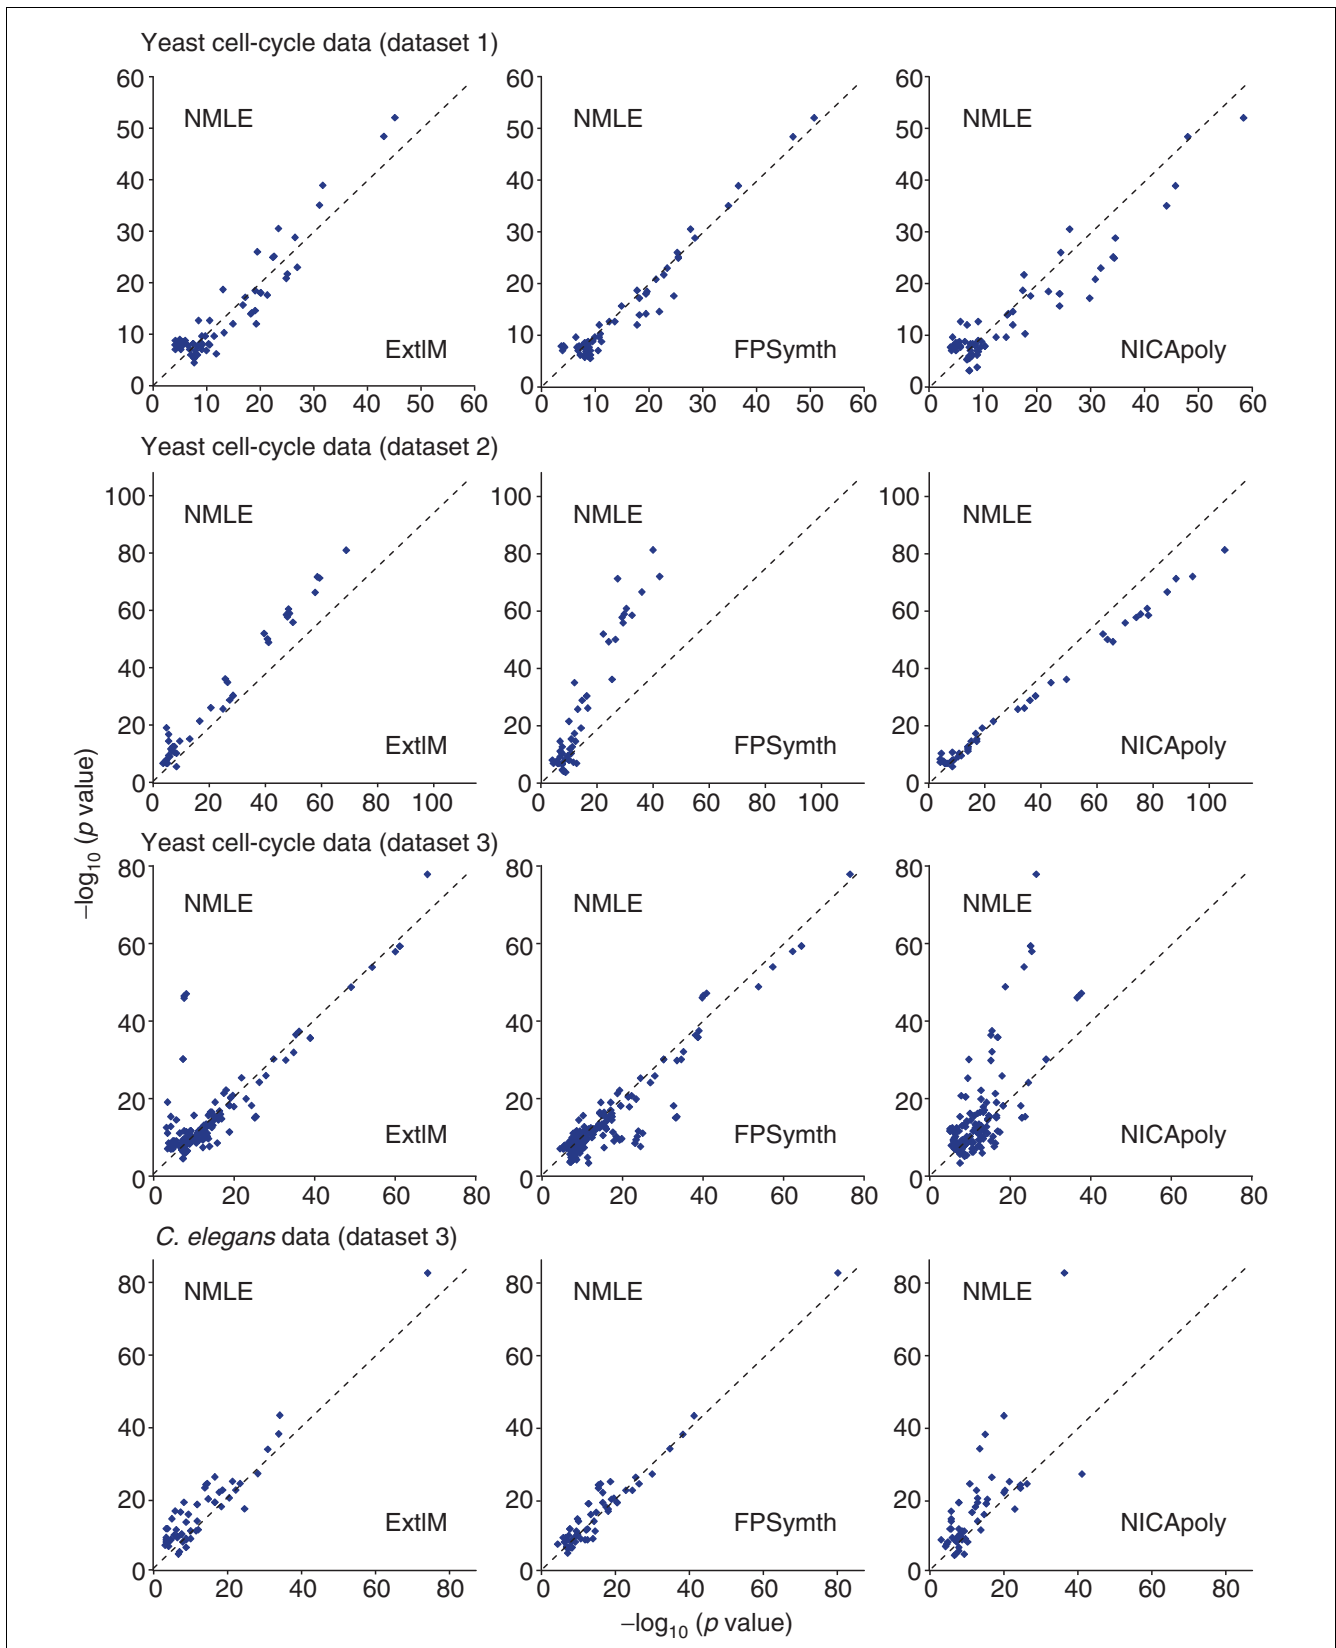 Yeast cell-cycle data (dataset 1)
60 50 40 30 20 10 0
NMLE
ExtIM
0 10 20 30 40 50 60
60 50 40 30 20 10 0
NMLE
FPSymth
0 10 20 30 40 50 60
60 50 40 30 20 10 0
NMLE
NICApoly
0 10 20 30 40 50 60
Yeast cell-cycle data (dataset 2)
100 80 60 40 20 0
NMLE
ExtIM
0 20 40 60 80 100
100 80 60 40 20 0
NMLE
FPSymth
0 20 40 60 80 100
100 80 60 40 20 0
NMLE
NICApoly
0 20 40 60 80 100
–log10 (p value)
Yeast cell-cycle data (dataset 3)
80 60 40 20 0
NMLE
ExtIM
0 20 40 60 80
80 60 40 20 0
NMLE
FPSymth
0 20 40 60 80
80 60 40 20 0
NMLE
NICApoly
0 20 40 60 80
C. elegans data (dataset 3)
80 60 40 20 0
NMLE
ExtIM
0 20 40 60 80
80 60 40 20 0
NMLE
FPSymth
0 20 40 60 80
80 60 40 20 0
NMLE
NICApoly
0 20 40 60 80
–log10 (p value)